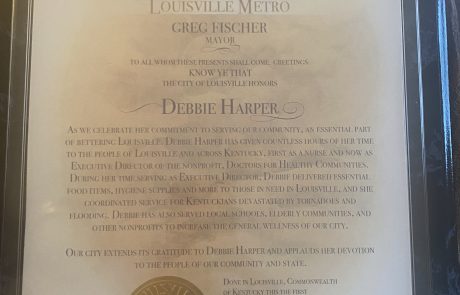 LOUISVILLE METRO
GREG FISCHER
MAYOR
TO ALL WHOM THESE PRESENTS SHALL COME, GREETINGS:
KNOW YE THAT
THE CITY OF LOUISVILLE HONORS
DEBBIE HARPER
AS WE CELEBRATE HER COMMITMENT TO SERVING OUR COMMUNITY, AN ESSENTIAL PART
OF BETTERING LOUISVILLE. DEBBIE HARPER HAS GIVEN COUNTLESS HOURS OF HER TIME
TO THE PEOPLE OF LOUISVILLE AND ACROSS KENTUCKY, FIRST AS A NURSE AND NOW AS
EXECUTIVE DIRECTOR OF THE NONPROFIT, DOCTORS FOR HEALTHY COMMUNITIES.
DURING HER TIME SERVING AS EXECUTIVE DIRECTOR, DEBBIE DELIVERED ESSENTIAL
FOOD ITEMS, HYGIENE SUPPLIES AND MORE TO THOSE IN NEED IN LOUISVILLE, AND SHE
COORDINATED SERVICE FOR KENTUCKIANS DEVASTATED BY TORNADOES AND
FLOODING. DEBBIE HAS ALSO SERVED LOCAL SCHOOLS, ELDERLY COMMUNITIES, AND
OTHER NONPROFITS TO INCREASE THE GENERAL WELLNESS OF OUR CITY.
OUR CITY EXTENDS ITS GRATITUDE TO DEBBIE HARPER AND APPLAUDS HER DEVOTION
TO THE PEOPLE OF OUR COMMUNITY AND STATE.
DONE IN LOUISVILLE, COMMONWEALTH
OF KENTUCKY THIS THE FIRST